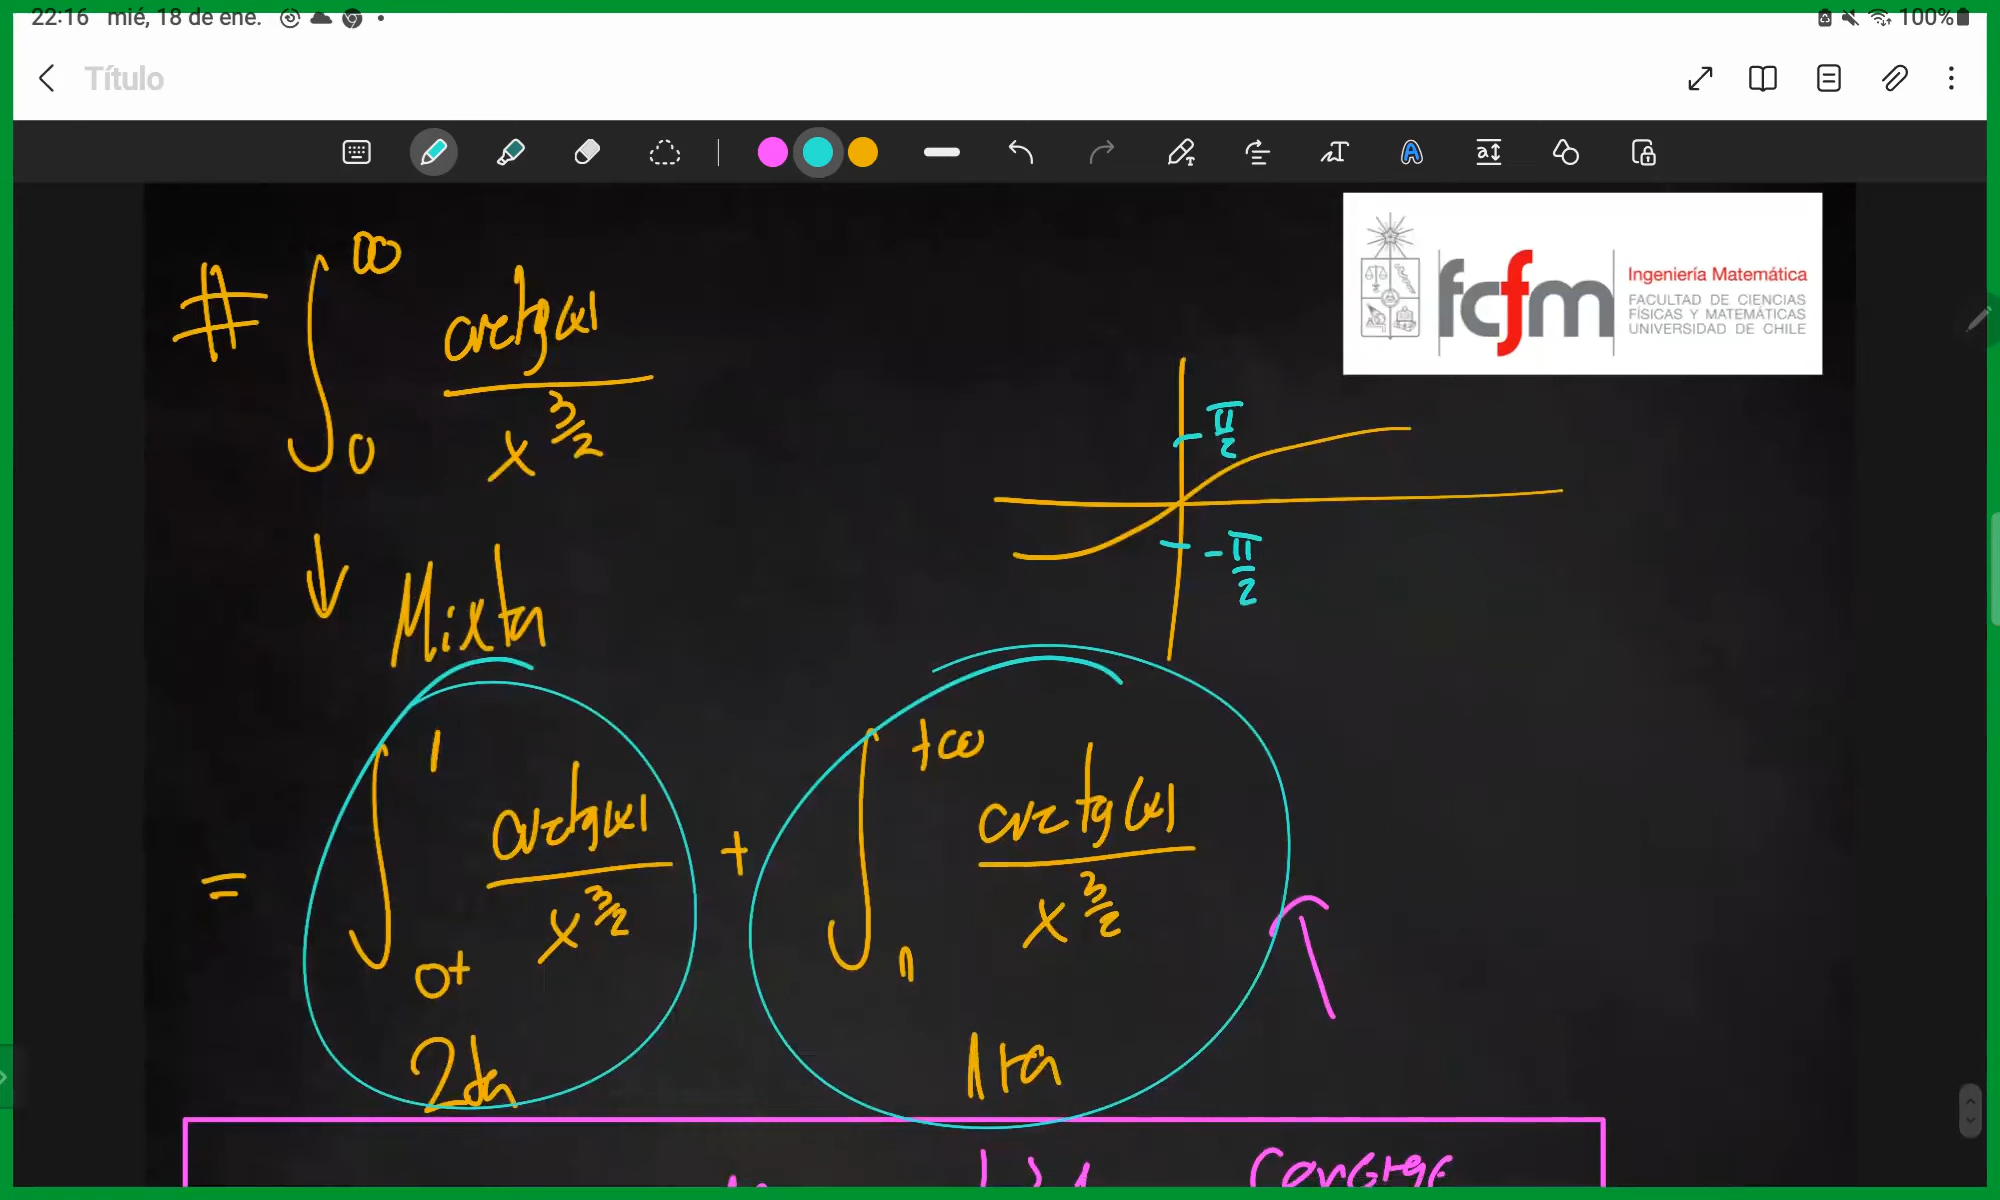 22:16 mié, 18 de ene. 100%
Título
# ∫₀^∞ arctg(x) / x^(3/2)
Ingeniería Matemática
FACULTAD DE CIENCIAS
FÍSICAS Y MATEMÁTICAS
UNIVERSIDAD DE CHILE
fcfm
π/2
-π/2
↓ Mixta
= ∫₀₊^1 arctg(x) / x^(3/2) + ∫₁^+∞ arctg(x) / x^(3/2)
2da 1ra
Converge